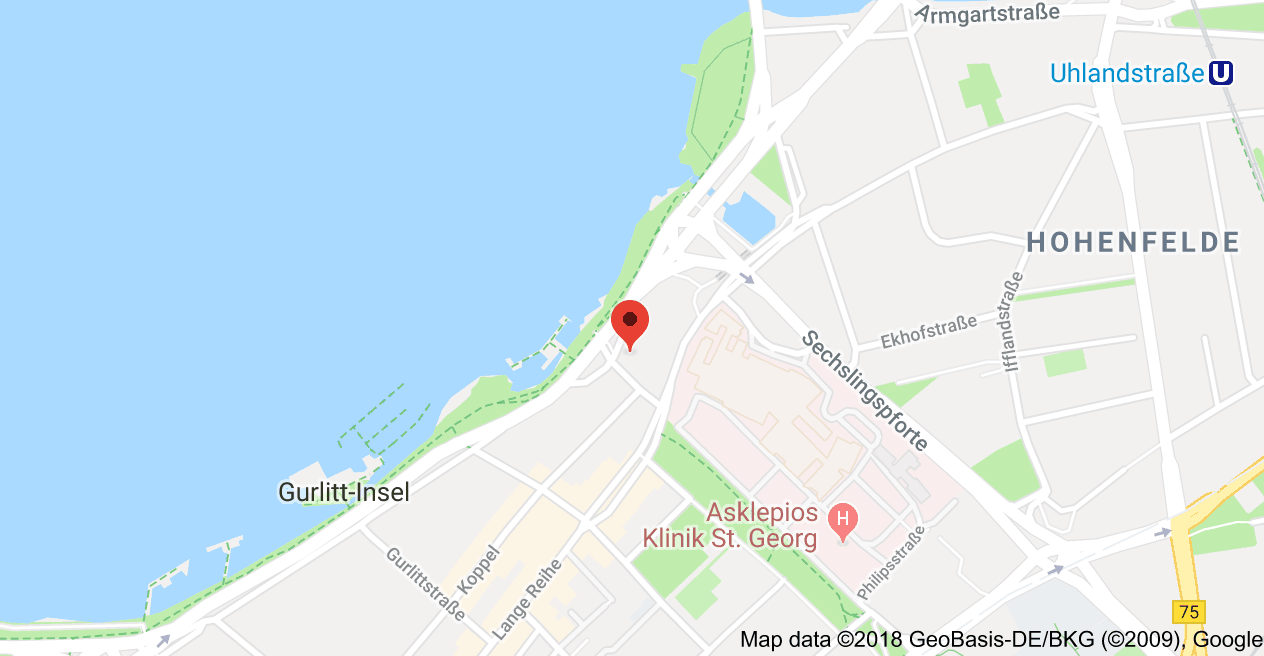 Armgartstraße
Uhlandstraße U
HOHENFELDE
Ifflandstraße
Ekhofstraße
Sechslingspforte
Gurlitt-Insel
Asklepios
Klinik St. Georg
H
Koppel
Gurlittstraße
Lange Reihe
Philipsstraße
75
Map data ©2018 GeoBasis-DE/BKG (©2009), Google